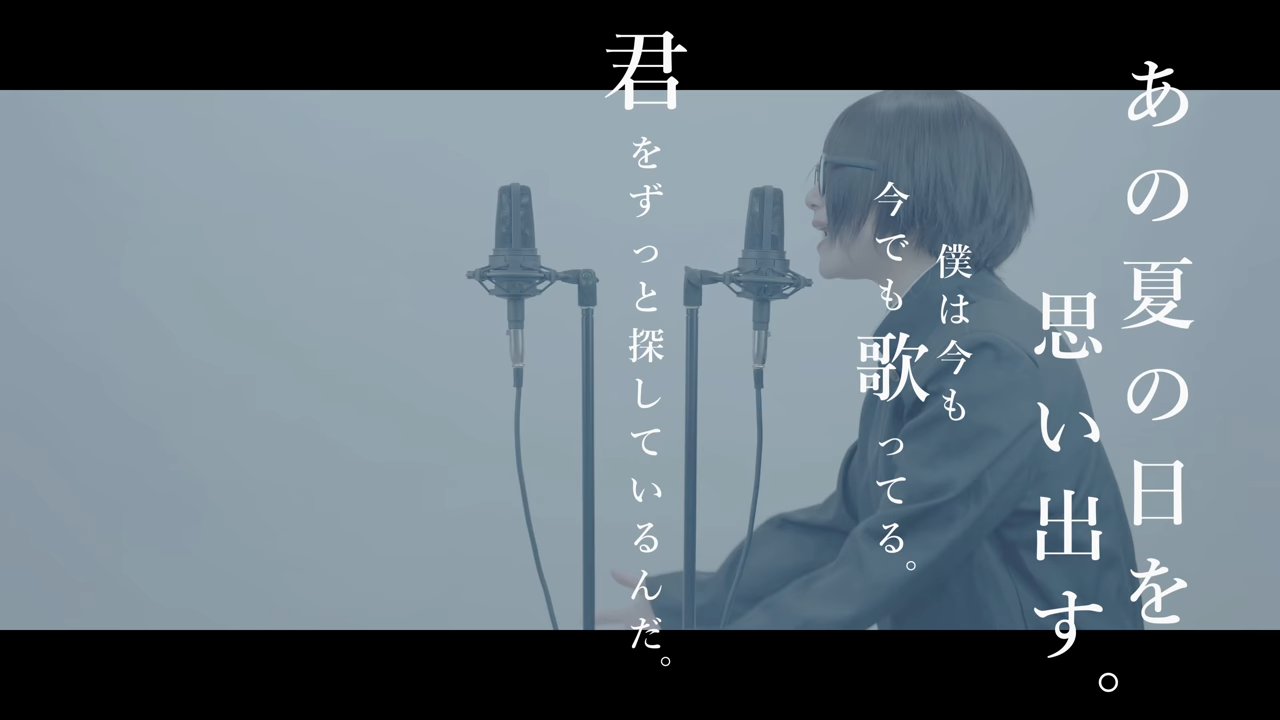 あの夏の日を
思い出す。
僕は今も
今でも歌ってる。
君をずっと探しているんだ。